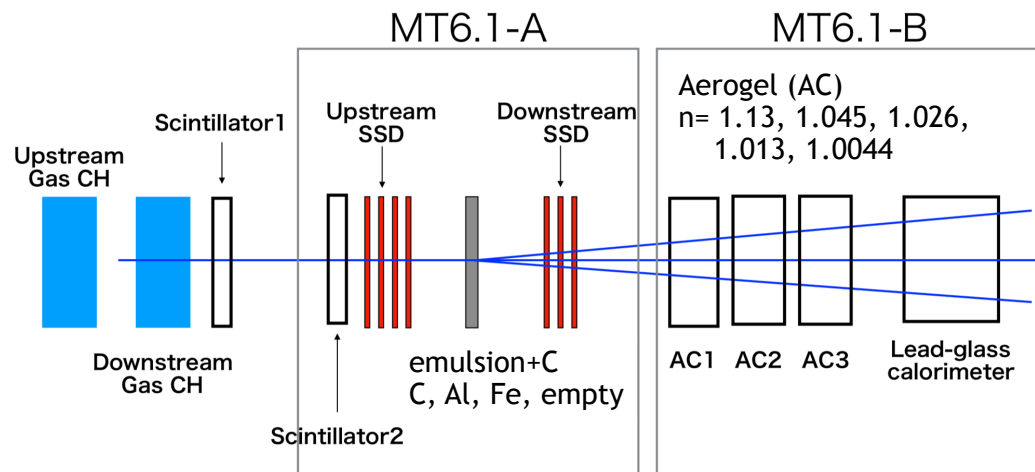 MT6.1-A
MT6.1-B
Aerogel (AC)
n= 1.13, 1.045, 1.026,
1.013, 1.0044
Upstream
SSD
Downstream
SSD
Scintillator1
Upstream
Gas CH
Downstream
Gas CH
emulsion+C
C, Al, Fe, empty
AC1
AC2
AC3
Lead-glass
calorimeter
Scintillator2